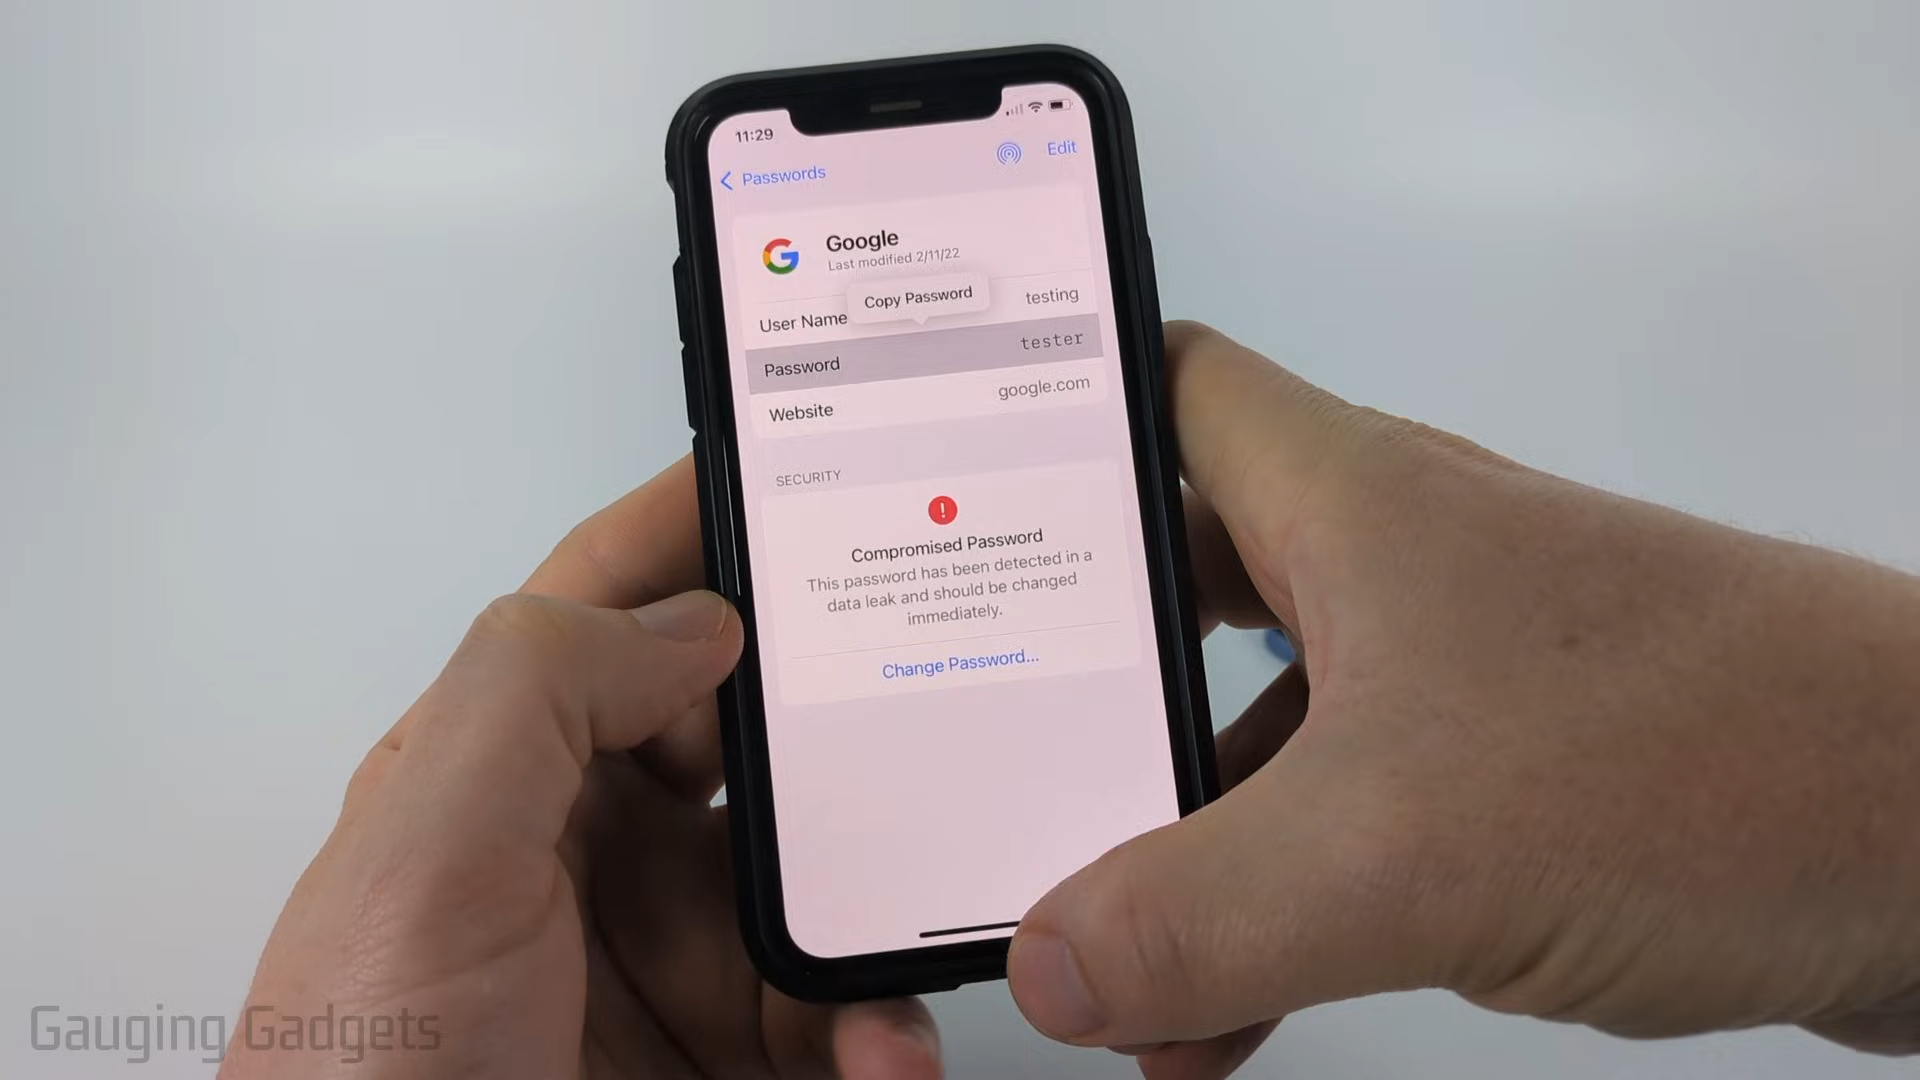 11:29
Passwords
Edit
Google
Last modified 2/11/22
Copy Password
User Name testing
Password tester
Website google.com
SECURITY
!
Compromised Password
This password has been detected in a
data leak and should be changed
immediately.
Change Password...
Gauging Gadgets